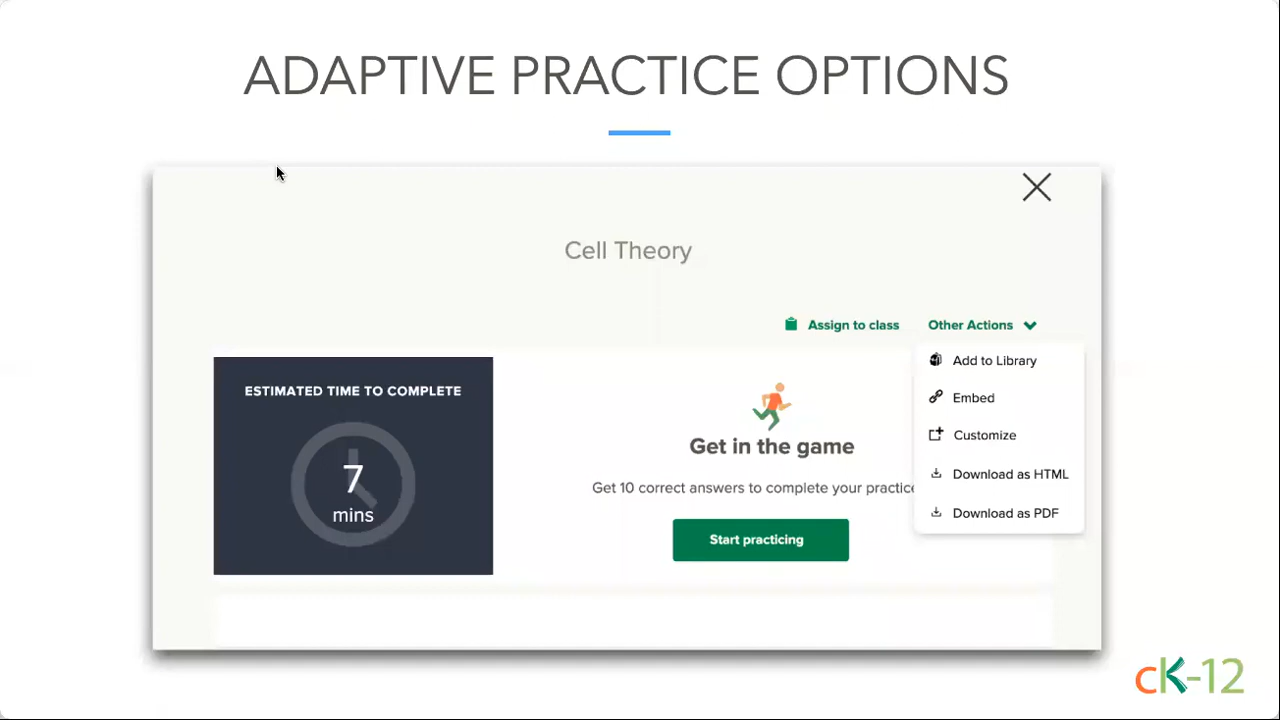 ADAPTIVE PRACTICE OPTIONS
Cell Theory
Assign to class
Other Actions
Add to Library
Embed
Customize
Download as HTML
Download as PDF
ESTIMATED TIME TO COMPLETE
7
mins
Get in the game
Get 10 correct answers to complete your practice
Start practicing
cK-12